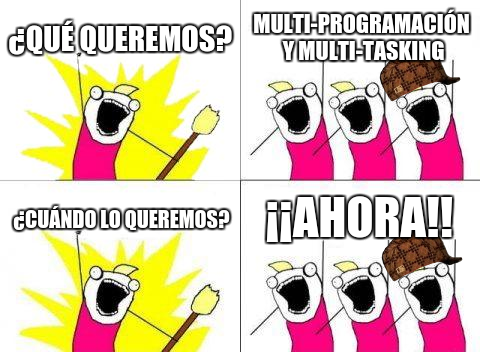 ¿QUÉ QUEREMOS?
MULTI-PROGRAMACIÓN
Y MULTI-TASKING
¿CUÁNDO LO QUEREMOS?
¡¡AHORA!!